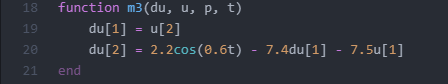 18 function m3(du, u, p, t)
19 du[1] = u[2]
20 du[2] = 2.2cos(0.6t) - 7.4du[1] - 7.5u[1]
21 end